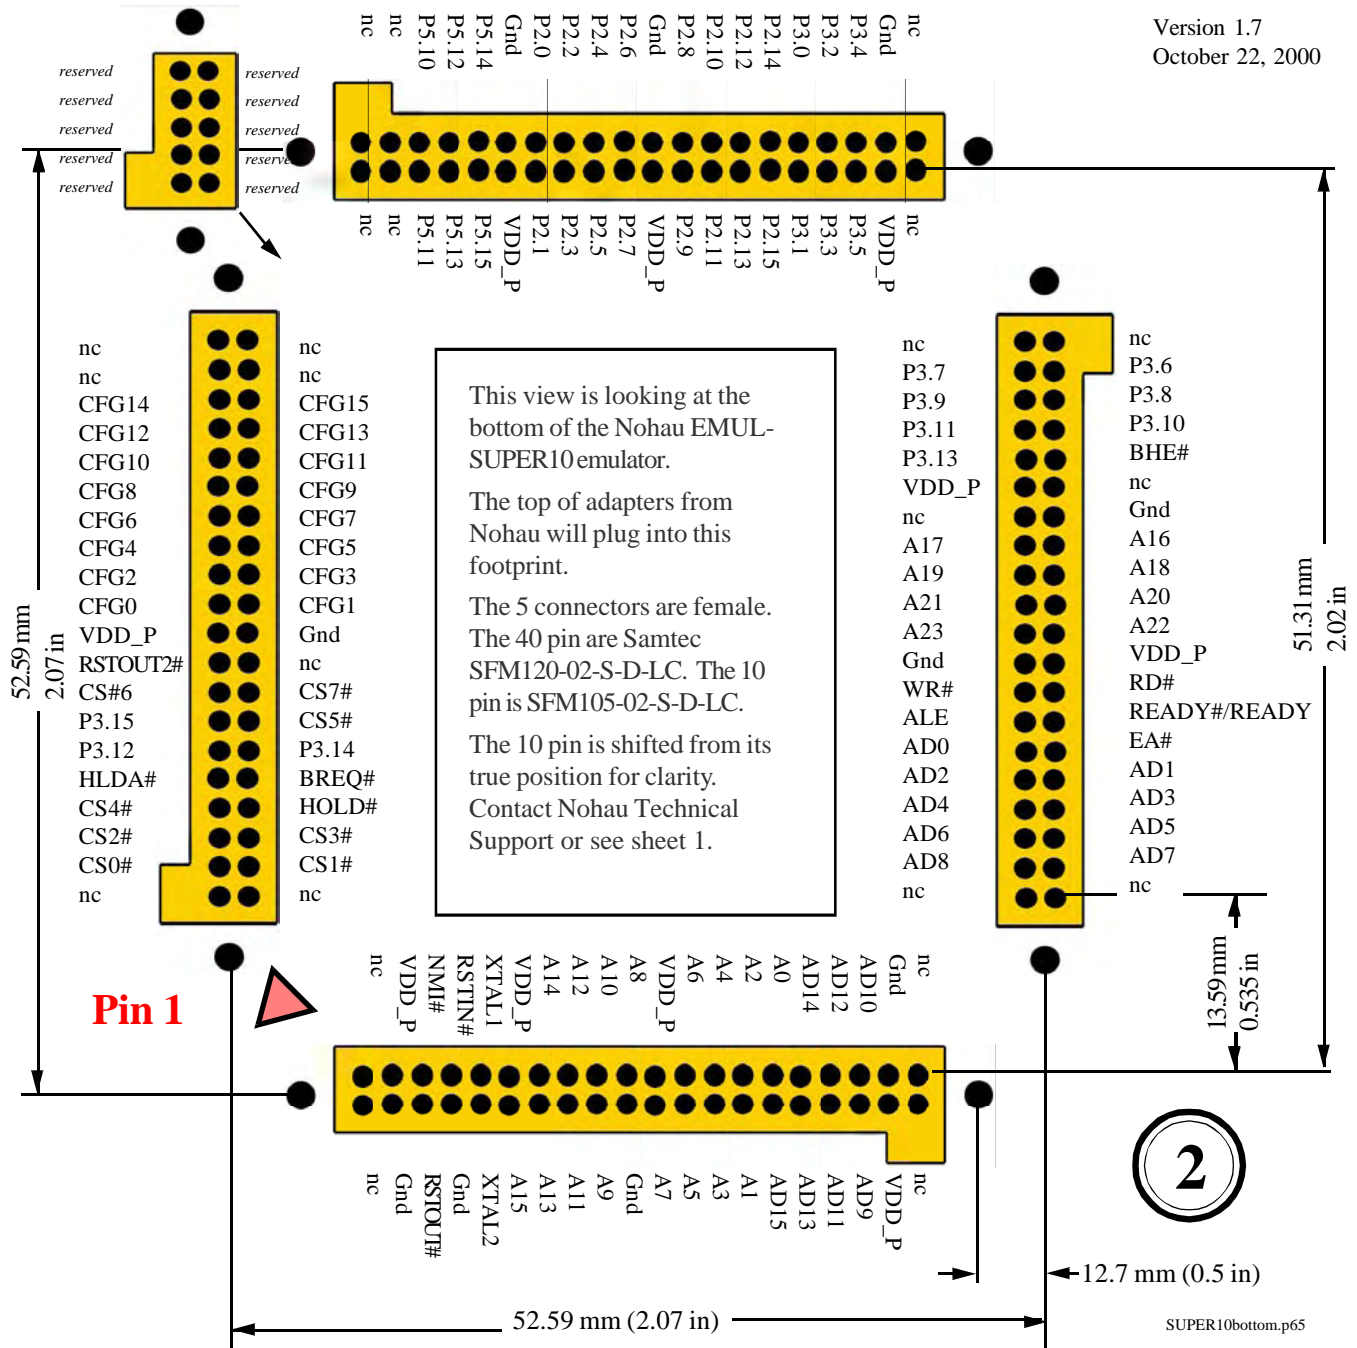 Version 1.7
October 22, 2000
reserved reserved
reserved reserved
reserved reserved
reserved reserved
reserved reserved
nc nc P5.10 P5.12 P5.14 Gnd P2.0 P2.2 P2.4 P2.6 Gnd P2.8 P2.10 P2.12 P2.14 P3.0 P3.2 P3.4 Gnd nc
nc nc P5.11 P5.13 P5.15 VDD_P P2.1 P2.3 P2.5 P2.7 VDD_P P2.9 P2.11 P2.13 P2.15 P3.1 P3.3 P3.5 VDD_P nc
nc nc
nc nc
CFG14 CFG15
CFG12 CFG13
CFG10 CFG11
CFG8 CFG9
CFG6 CFG7
CFG4 CFG5
CFG2 CFG3
CFG0 CFG1
VDD_P Gnd
RSTOUT2# nc
CS#6 CS7#
P3.15 CS5#
P3.12 P3.14
HLDA# BREQ#
CS4# HOLD#
CS2# CS3#
CS0# CS1#
nc nc
This view is looking at the
bottom of the Nohau EMUL-
SUPER10 emulator.
The top of adapters from
Nohau will plug into this
footprint.
The 5 connectors are female.
The 40 pin are Samtec
SFM120-02-S-D-LC. The 10
pin is SFM105-02-S-D-LC.
The 10 pin is shifted from its
true position for clarity.
Contact Nohau Technical
Support or see sheet 1.
nc nc
P3.7 P3.6
P3.9 P3.8
P3.11 P3.10
P3.13 BHE#
VDD_P nc
nc Gnd
A17 A16
A19 A18
A21 A20
A23 A22
Gnd VDD_P
WR# RD#
ALE READY#/READY
AD0 EA#
AD2 AD1
AD4 AD3
AD6 AD5
AD8 AD7
nc nc
52.59 mm
2.07 in
51.31 mm
2.02 in
13.59 mm
0.535 in
Pin 1
nc VDD_P NMI# RSTIN# XTAL1 VDD_P A14 A12 A10 A8 VDD_P A6 A4 A2 A0 AD14 AD12 AD10 Gnd nc
nc Gnd RSTOUT# Gnd XTAL2 A15 A13 A11 A9 Gnd A7 A5 A3 A1 AD15 AD13 AD11 AD9 VDD_P nc
2
12.7 mm (0.5 in)
52.59 mm (2.07 in)
SUPER10bottom.p65